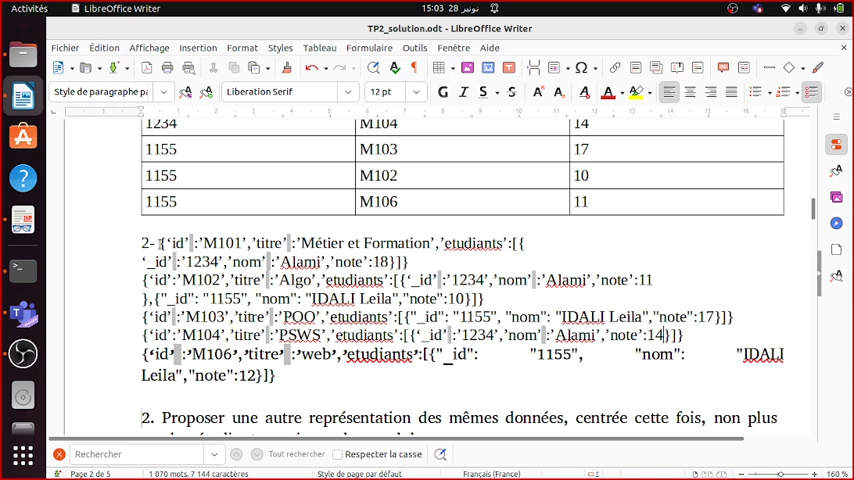 Activités
LibreOffice Writer
15:03 28 نونبر
TP2_solution.odt - LibreOffice Writer
Fichier Édition Affichage Insertion Format Styles Tableau Formulaire Outils Fenêtre Aide
Style de paragraphe pa
Liberation Serif
12 pt
1234 M104 14
1155 M103 17
1155 M102 10
1155 M106 11
2- {‘id’ :’M101’,’titre’ :’Métier et Formation’,’etudiants’:[{
‘_id’ :’1234’,’nom’ :’Alami’,’note’:18}]}
{‘id’:’M102’,’titre’ :’Algo’,’etudiants’:[{‘_id’ :’1234’,’nom’ :’Alami’,’note’:11
},{"_id": "1155", "nom": "IDALI Leila","note":10}]}
{‘id’ :’M103’,’titre’ :’POO’,’etudiants’:[{"_id": "1155", "nom": "IDALI Leila","note":17}]}
{‘id’ :’M104’,’titre’ :’PSWS’,’etudiants’:[{‘_id’ :’1234’,’nom’ :’Alami’,’note’:14}]}
{‘id’ :’M106’,’titre’ :’web’,’etudiants’:[{"_id": "1155", "nom": "IDALI
Leila","note":12}]}
2. Proposer une autre représentation des mêmes données, centrée cette fois, non plus
Rechercher
Tout rechercher
Respecter la casse
Page 2 de 5
1 070 mots, 7 144 caractères
Style de page par défaut
Français (France)
160 %